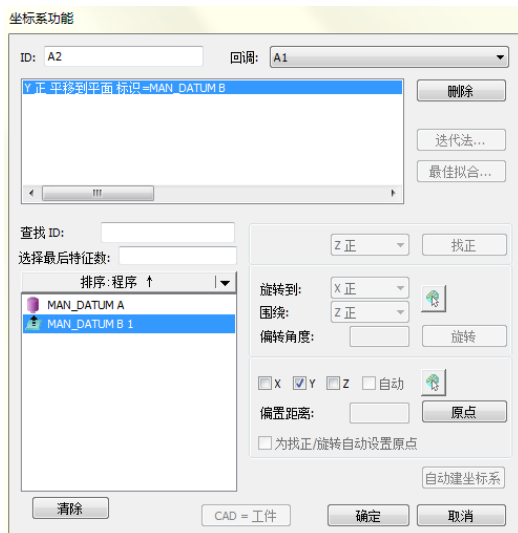 坐标系功能
ID: A2 回调: A1
Y 正 平移到平面 标识=MAN_DATUM B
删除
迭代法...
最佳拟合...
查找 ID:
选择最后特征数:
Z 正 找正
排序:程序 ↑
MAN_DATUM A
MAN_DATUM B 1
旋转到: X 正
围绕: Z 正
偏转角度: 旋转
X Y Z 自动
偏置距离: 原点
为找正/旋转自动设置原点
自动建坐标系
清除 CAD = 工件 确定 取消